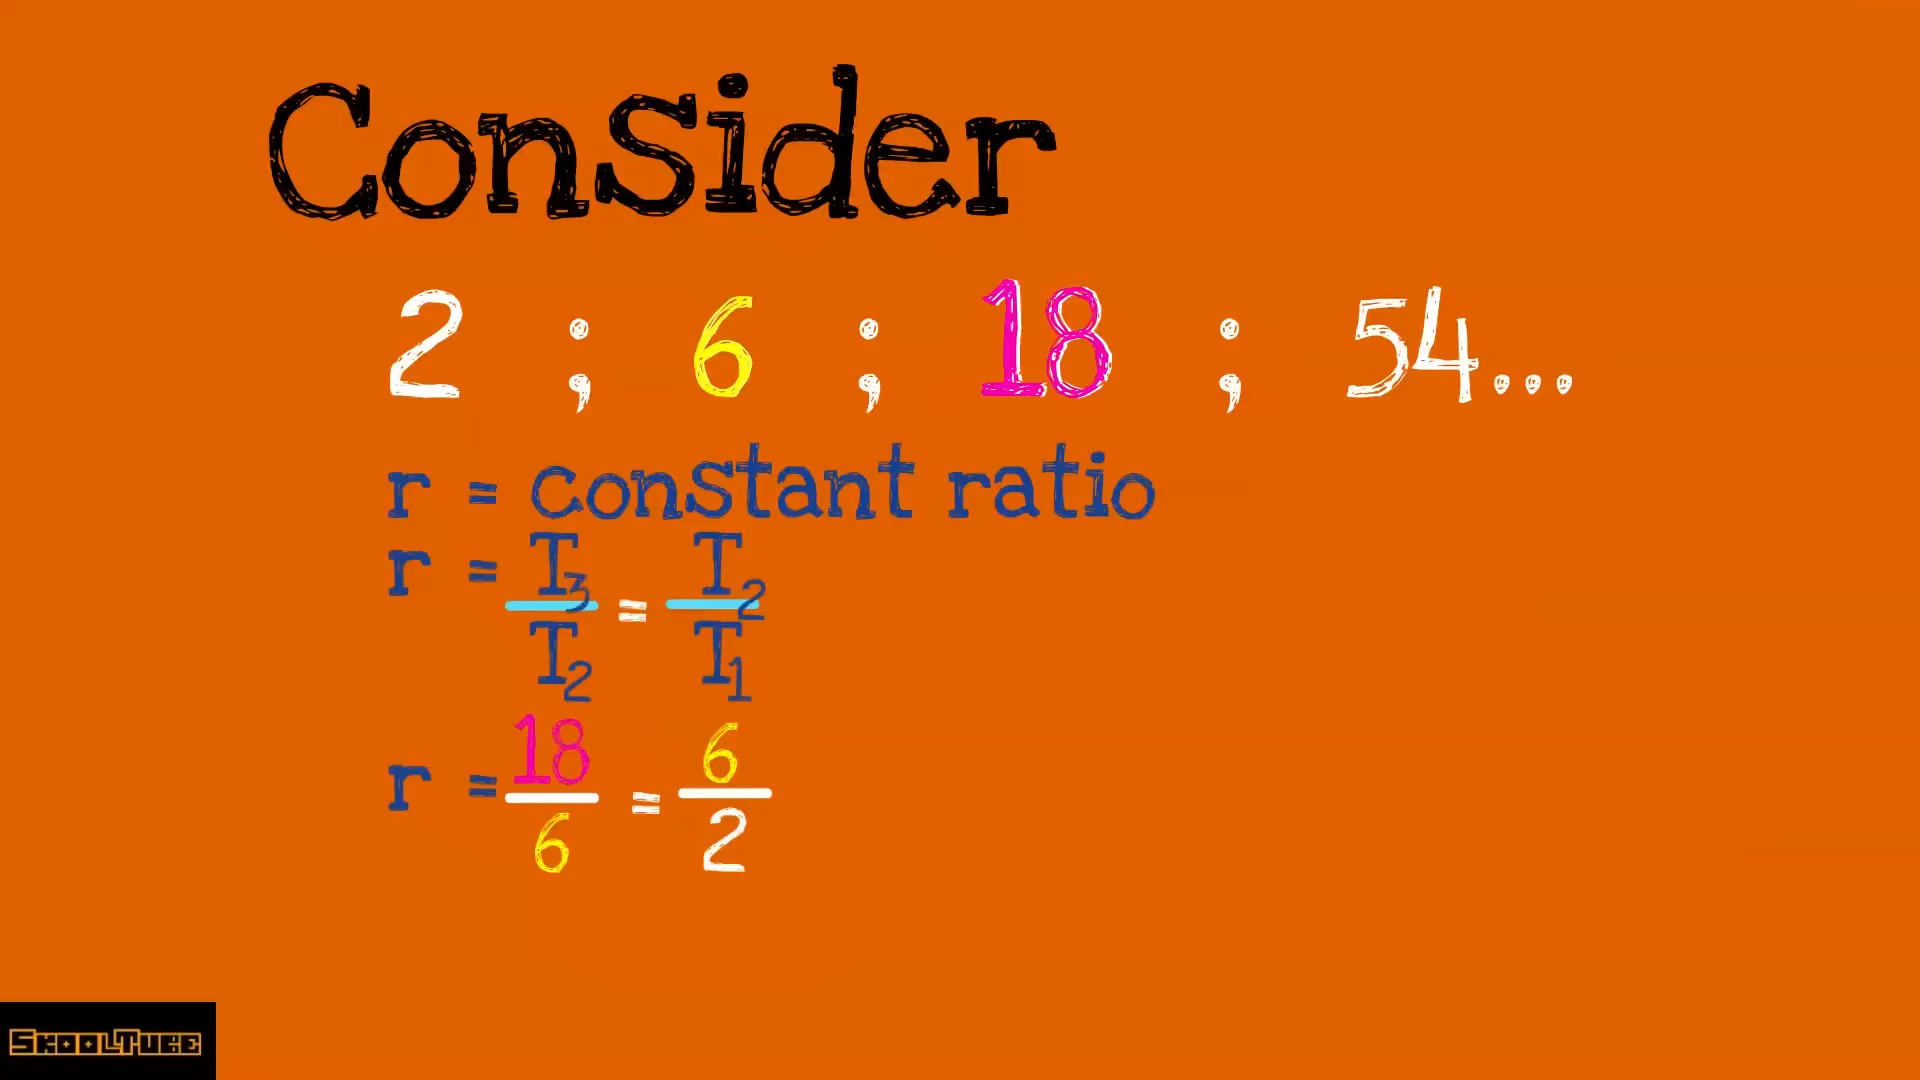 Consider
2 ; 6 ; 18 ; 54...
r = constant ratio
r = T3/T2 = T2/T1
r = 18/6 = 6/2
SKOOLTUBE